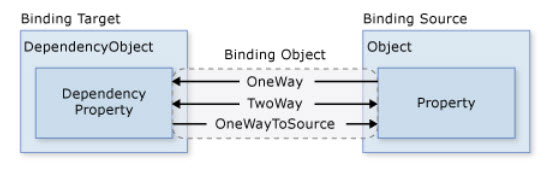 Binding Target
Binding Source
DependencyObject
Binding Object
Object
OneWay
Dependency
Property
TwoWay
Property
OneWayToSource